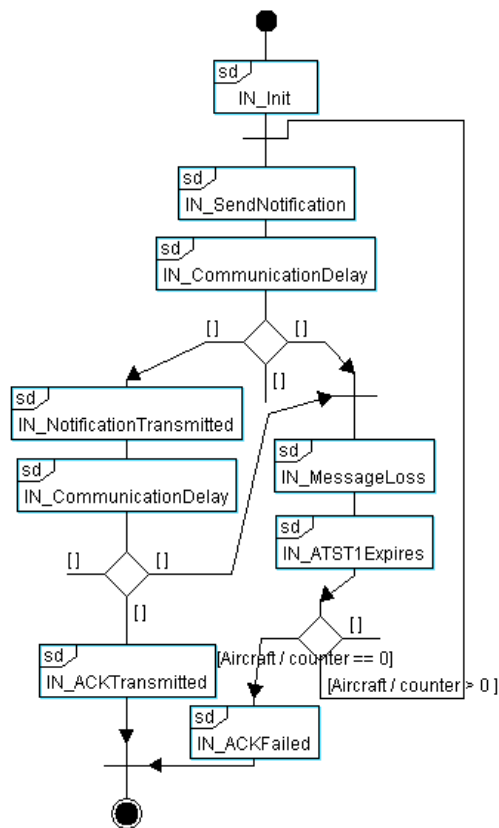 sd
IN_Init
sd
IN_SendNotification
sd
IN_CommunicationDelay
[ ]
[ ]
[ ]
sd
IN_NotificationTransmitted
sd
IN_CommunicationDelay
sd
IN_MessageLoss
sd
IN_ATST1Expires
[ ]
[ ]
[ ]
[ ]
[Aircraft / counter == 0]
[Aircraft / counter > 0 ]
sd
IN_ACKTransmitted
sd
IN_ACKFailed